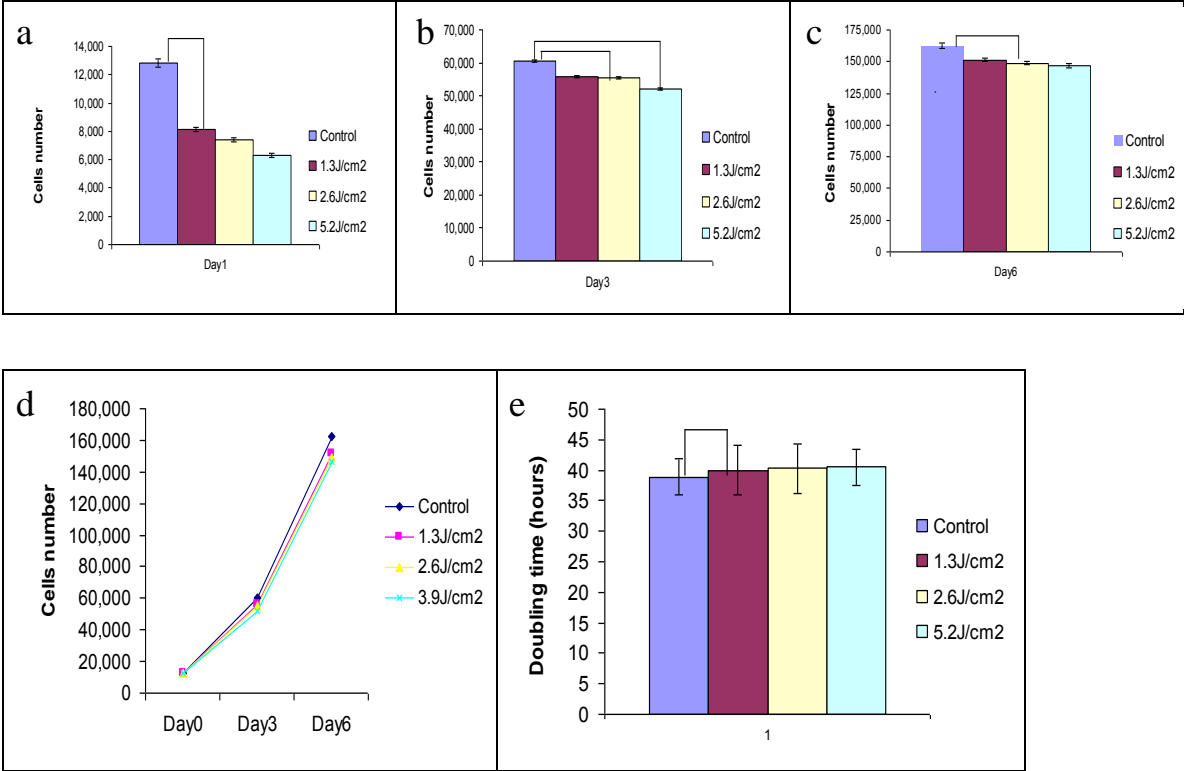 a
14,000
12,000
10,000
8,000
6,000
4,000
2,000
0
Cells number
Day1
Control
1.3J/cm2
2.6J/cm2
5.2J/cm2
b
70,000
60,000
50,000
40,000
30,000
20,000
10,000
0
Cells number
Day3
Control
1.3J/cm2
2.6J/cm2
5.2J/cm2
c
175,000
150,000
125,000
100,000
75,000
50,000
25,000
0
Cells number
Day6
Control
1.3J/cm2
2.6J/cm2
5.2J/cm2
d
180,000
160,000
140,000
120,000
100,000
80,000
60,000
40,000
20,000
0
Cells number
Day0 Day3 Day6
Control
1.3J/cm2
2.6J/cm2
3.9J/cm2
e
50
45
40
35
30
25
20
15
10
5
0
Doubling time (hours)
1
Control
1.3J/cm2
2.6J/cm2
5.2J/cm2